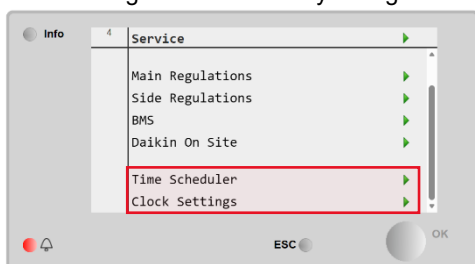 Info
4 Service
Main Regulations
Side Regulations
BMS
Daikin On Site
Time Scheduler
Clock Settings
ESC
OK